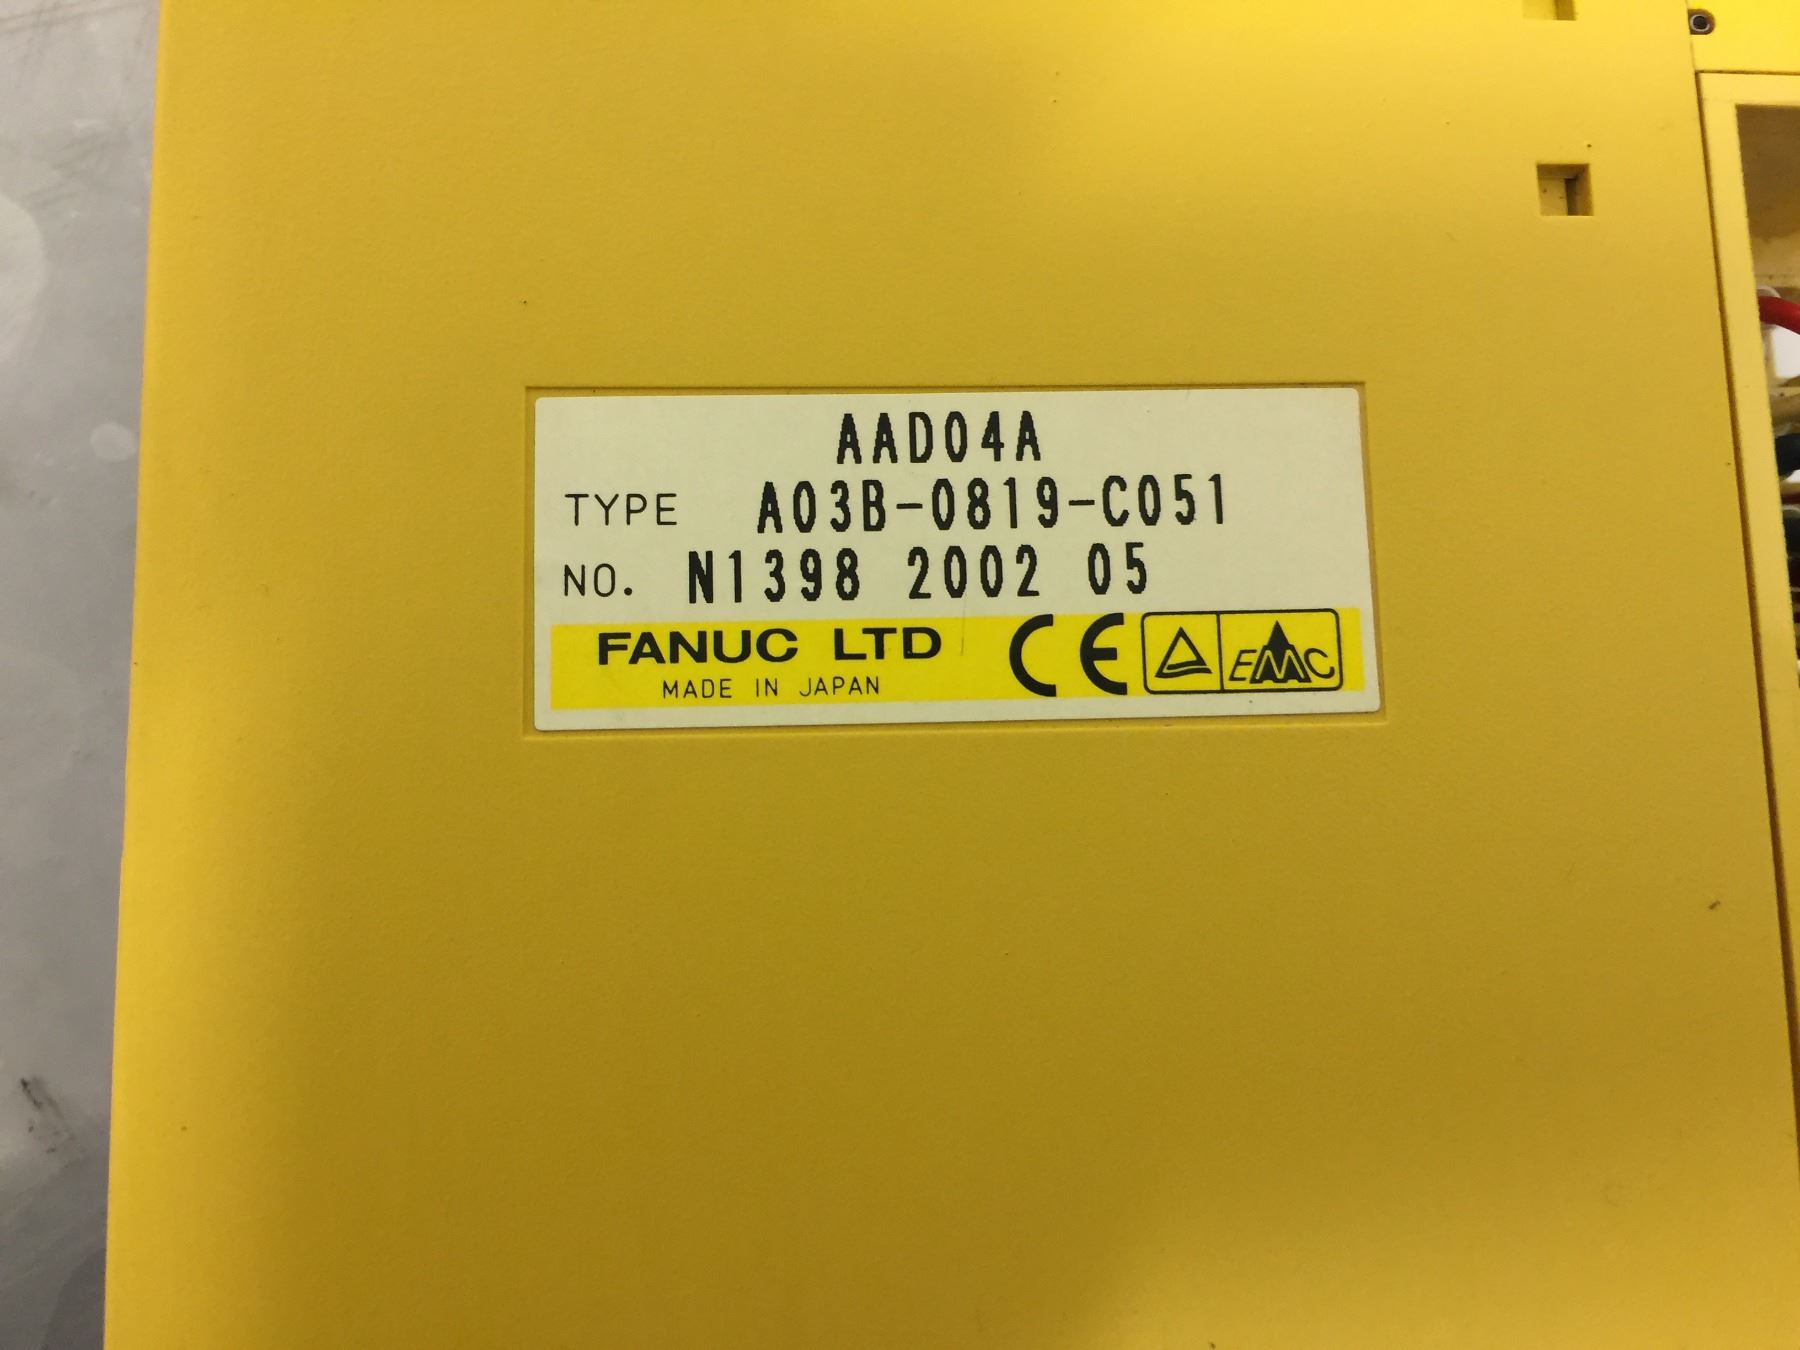 AAD04A
TYPE A03B-0819-C051
NO. N1398 2002 05
FANUC LTD CE EMC
MADE IN JAPAN